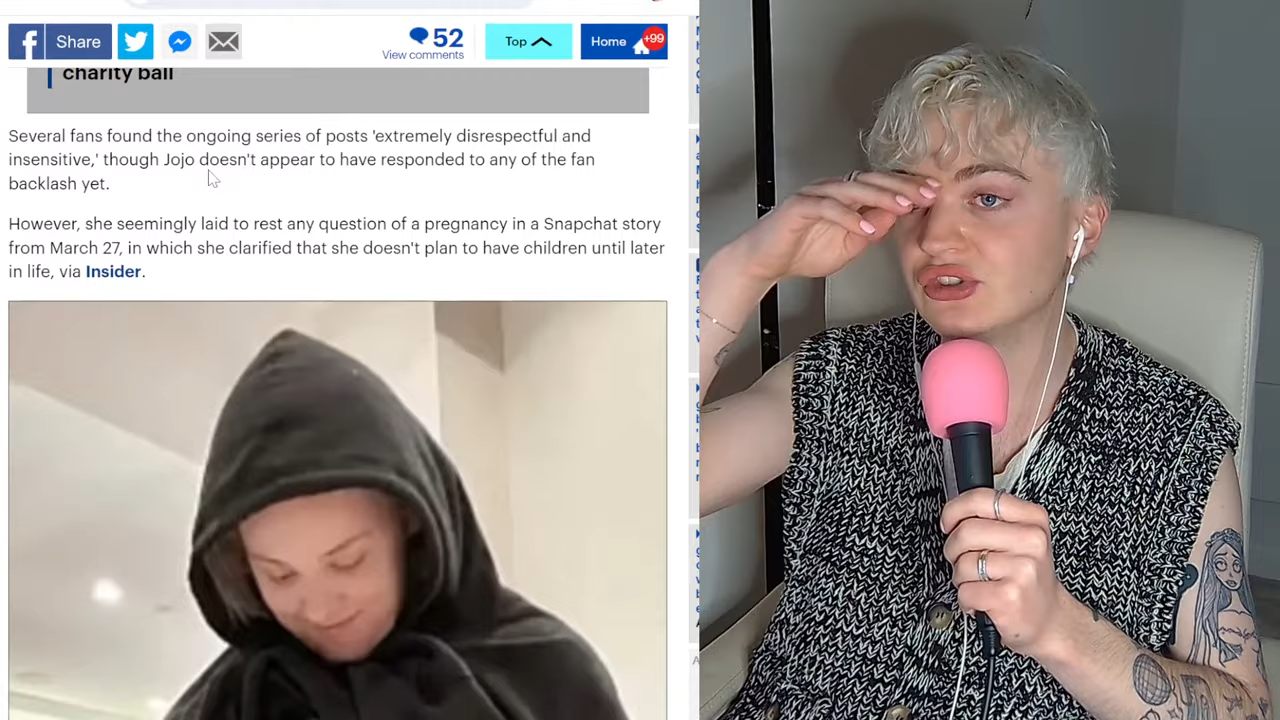 Share
52
View comments
Top
Home
+99
charity ball
Several fans found the ongoing series of posts 'extremely disrespectful and
insensitive,' though Jojo doesn't appear to have responded to any of the fan
backlash yet.
However, she seemingly laid to rest any question of a pregnancy in a Snapchat story
from March 27, in which she clarified that she doesn't plan to have children until later
in life, via Insider.